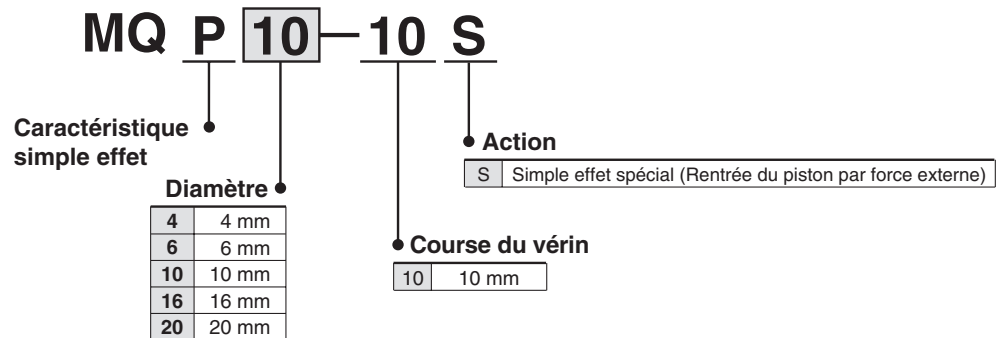 MQ P 10 — 10 S
Caractéristique
simple effet
Action
S Simple effet spécial (Rentrée du piston par force externe)
Diamètre
4 4 mm
6 6 mm
10 10 mm
16 16 mm
20 20 mm
Course du vérin
10 10 mm